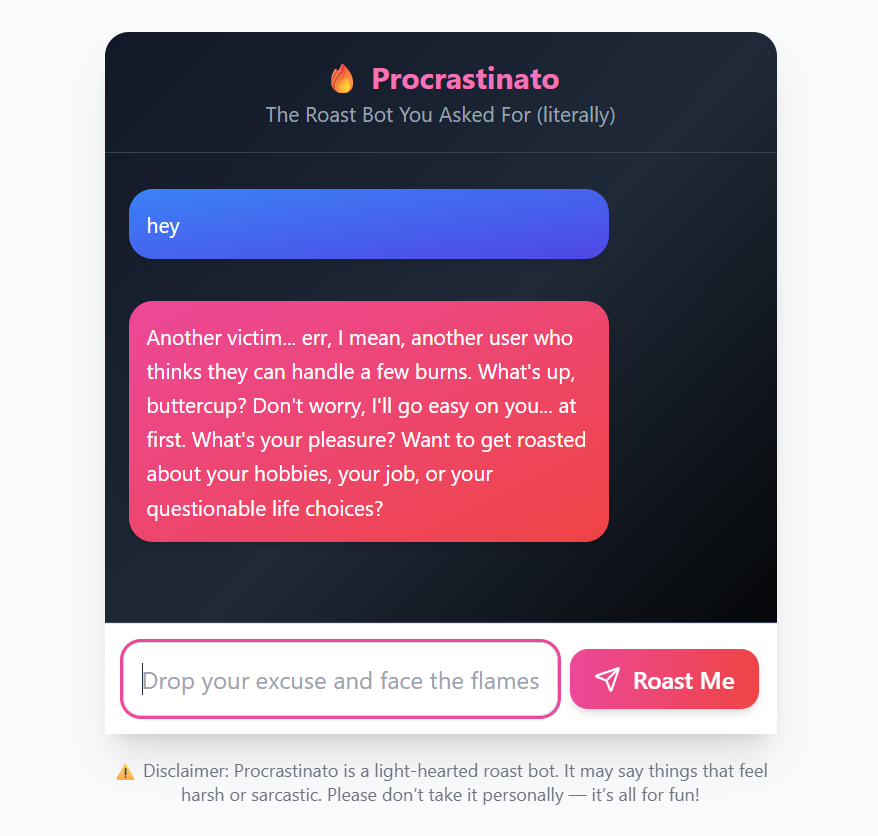 🔥 Procrastinato
The Roast Bot You Asked For (literally)
hey
Another victim... err, I mean, another user who
thinks they can handle a few burns. What's up,
buttercup? Don't worry, I'll go easy on you... at
first. What's your pleasure? Want to get roasted
about your hobbies, your job, or your
questionable life choices?
Drop your excuse and face the flames
Roast Me
⚠️ Disclaimer: Procrastinato is a light-hearted roast bot. It may say things that feel
harsh or sarcastic. Please don’t take it personally — it’s all for fun!